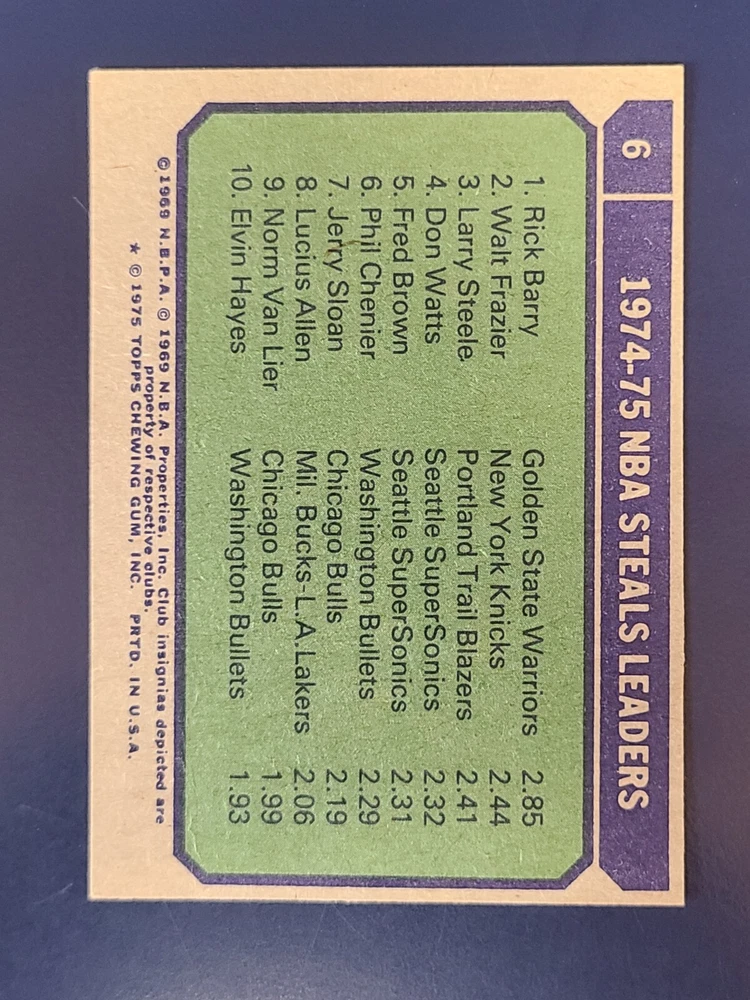 6 1974-75 NBA STEALS LEADERS
1. Rick Barry Golden State Warriors 2.85
2. Walt Frazier New York Knicks 2.44
3. Larry Steele Portland Trail Blazers 2.41
4. Don Watts Seattle SuperSonics 2.32
5. Fred Brown Seattle SuperSonics 2.31
6. Phil Chenier Washington Bullets 2.29
7. Jerry Sloan Chicago Bulls 2.19
8. Lucius Allen Mil. Bucks-L.A.Lakers 2.06
9. Norm Van Lier Chicago Bulls 1.99
10. Elvin Hayes Washington Bullets 1.93
© 1969 N.B.P.A. © 1969 N.B.A. Properties, Inc. Club insignias depicted are
property of respective clubs.
★ © 1975 TOPPS CHEWING GUM, INC. PRTD. IN U.S.A.